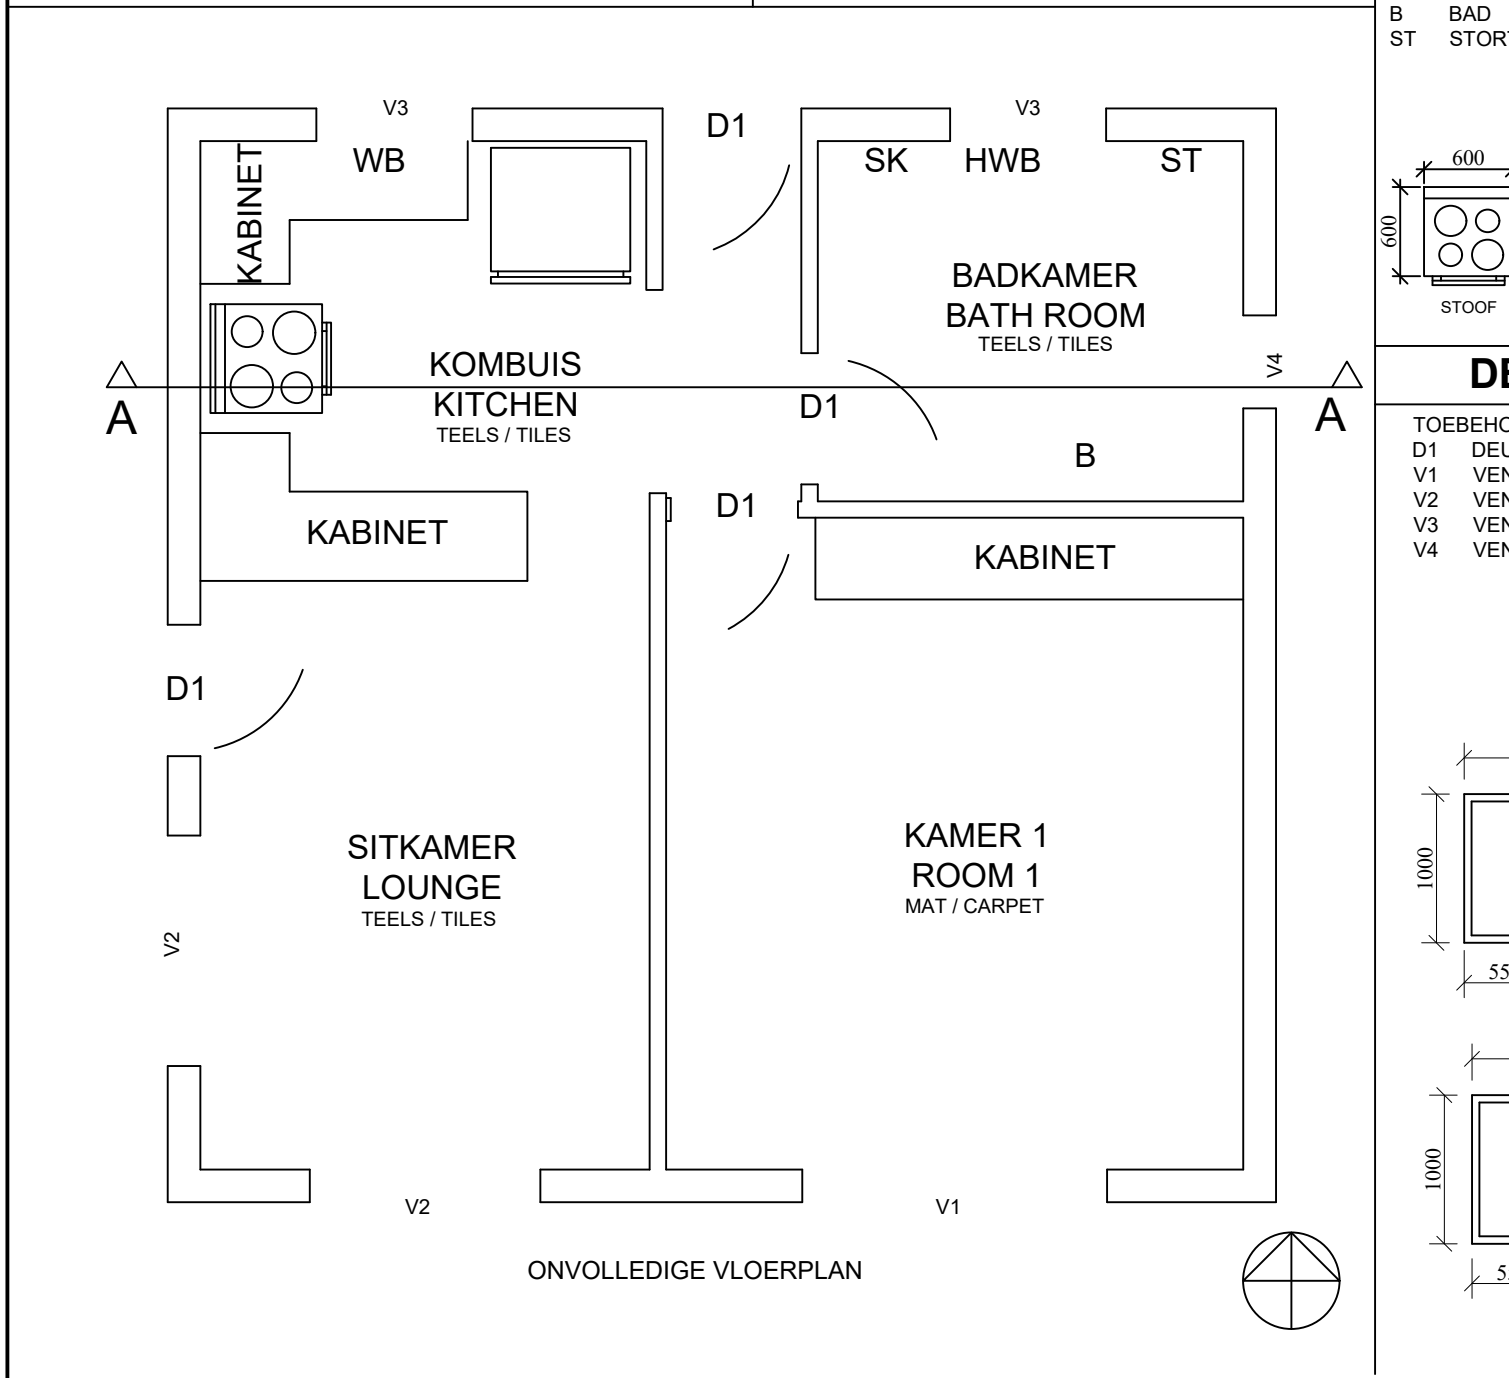 B BAD
ST
V3
V3
D1
KABINET
WB
SK HWB ST
600
600
STOOF
BADKAMER
BATH ROOM
TEELS / TILES
KOMBUIS
KITCHEN
TEELS / TILES
V4
A
A
D1
B
D1
KABINET
KABINET
D1
V1
V2
V3
V4
D1
SITKAMER
LOUNGE
TEELS / TILES
KAMER 1
ROOM 1
MAT / CARPET
V2
1000
V2
V1
1000
ONVOLLEDIGE VLOERPLAN